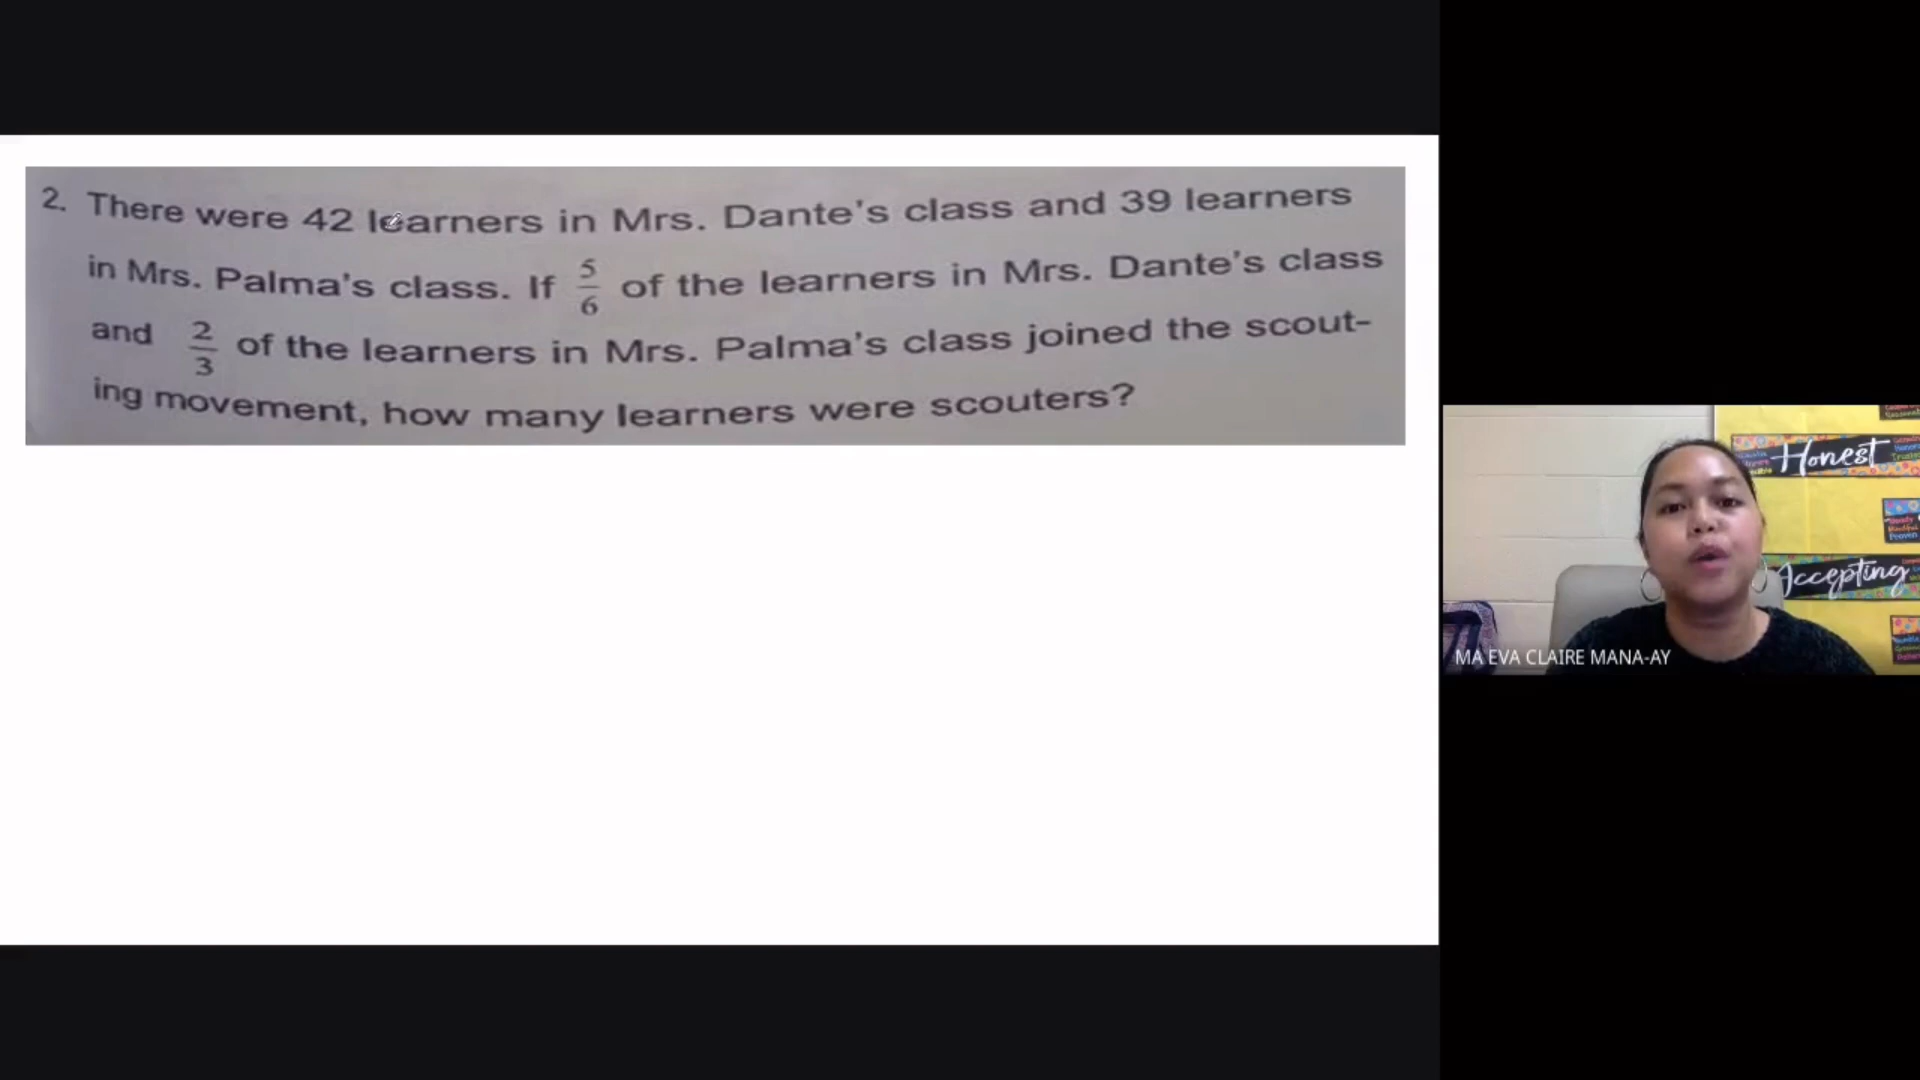 2. There were 42 learners in Mrs. Dante's class and 39 learners
in Mrs. Palma's class. If 5/6 of the learners in Mrs. Dante's class
and 2/3 of the learners in Mrs. Palma's class joined the scout-
ing movement, how many learners were scouters?
Honest
Accepting
MA EVA CLAIRE MANA-AY